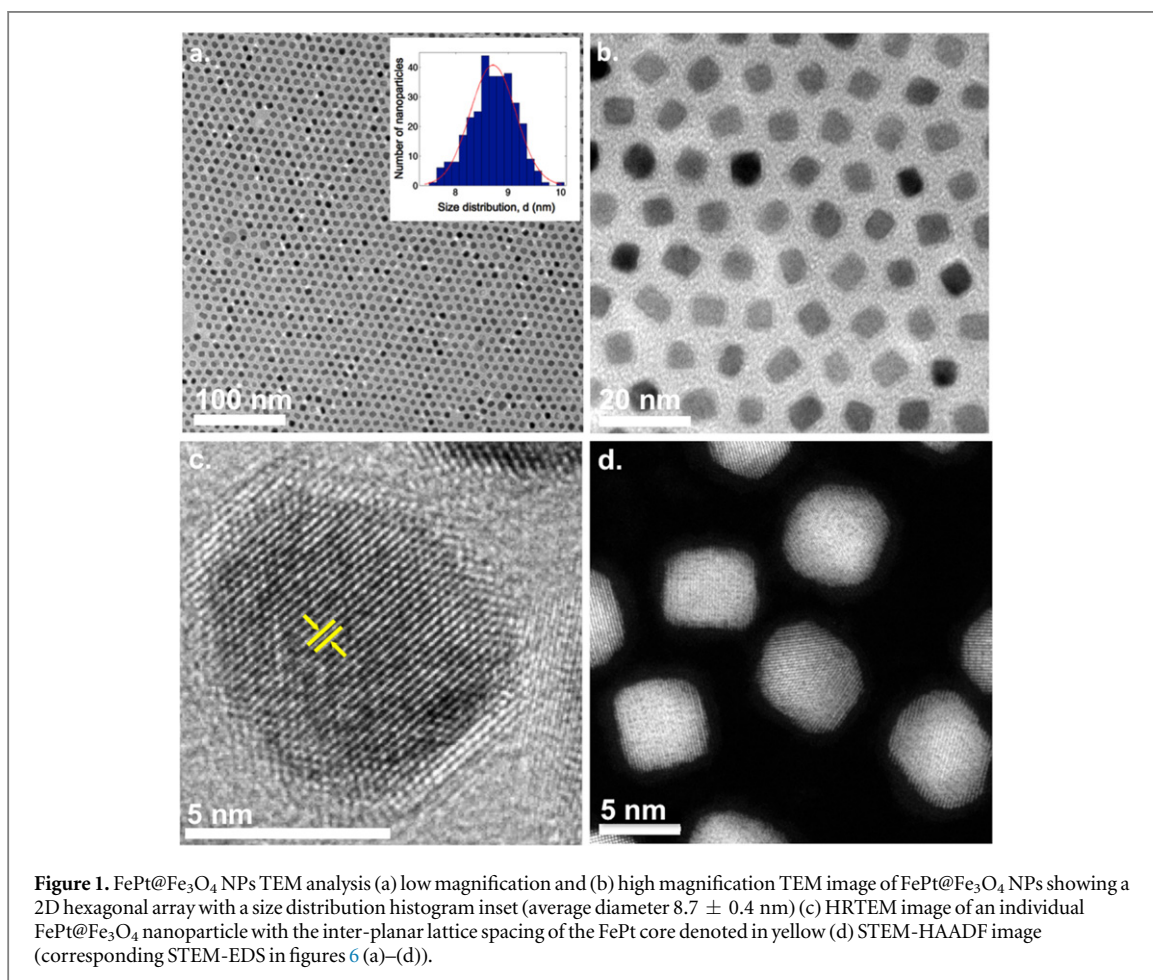 a.
40
30
20
10
0
8
9
10
Number of nanoparticles
Size distribution, d (nm)
100 nm
b.
20 nm
c.
5 nm
d.
5 nm
Figure 1. FePt@Fe₃O₄ NPs TEM analysis (a) low magnification and (b) high magnification TEM image of FePt@Fe₃O₄ NPs showing a
2D hexagonal array with a size distribution histogram inset (average diameter 8.7 ± 0.4 nm) (c) HRTEM image of an individual
FePt@Fe₃O₄ nanoparticle with the inter-planar lattice spacing of the FePt core denoted in yellow (d) STEM-HAADF image
(corresponding STEM-EDS in figures 6 (a)–(d)).